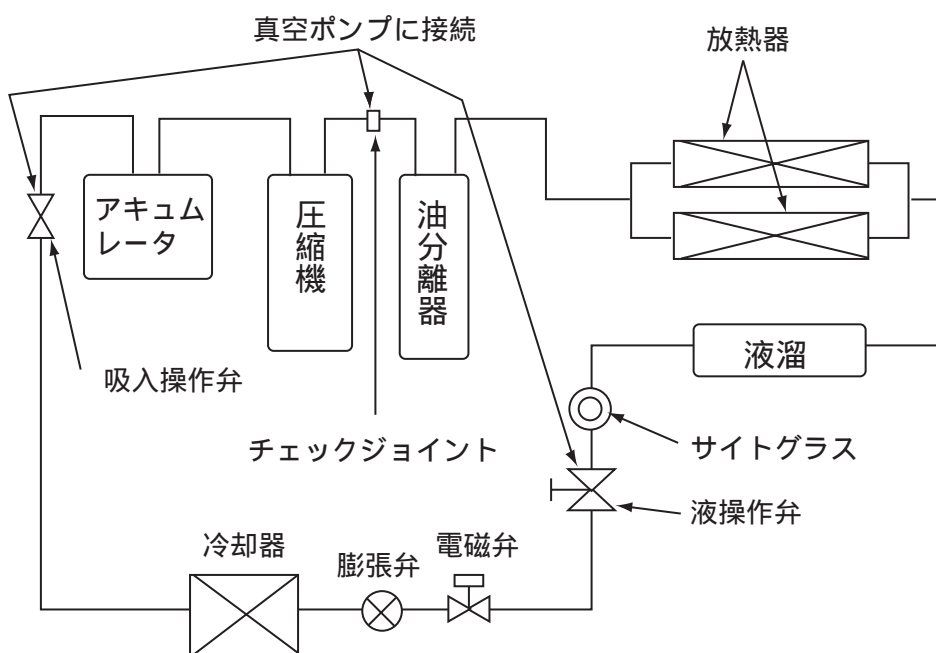 真空ポンプに接続
放熱器
アキュム
レータ
圧縮機
油分離器
液溜
吸入操作弁
チェックジョイント
サイトグラス
液操作弁
冷却器
膨張弁
電磁弁